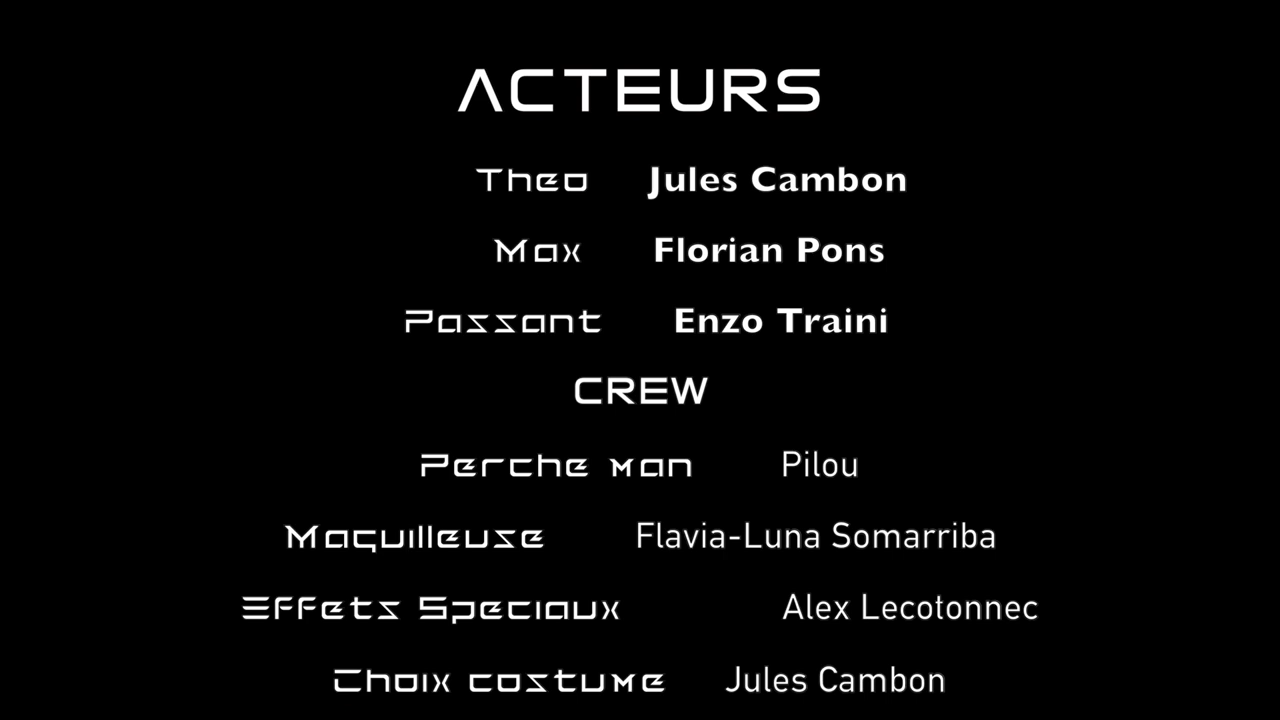 ACTEURS
Theo Jules Cambon
Max Florian Pons
Passant Enzo Traini
CREW
Perche man Pilou
Maquilleuse Flavia-Luna Somarriba
Effets Speciaux Alex Lecotonnec
Choix costume Jules Cambon